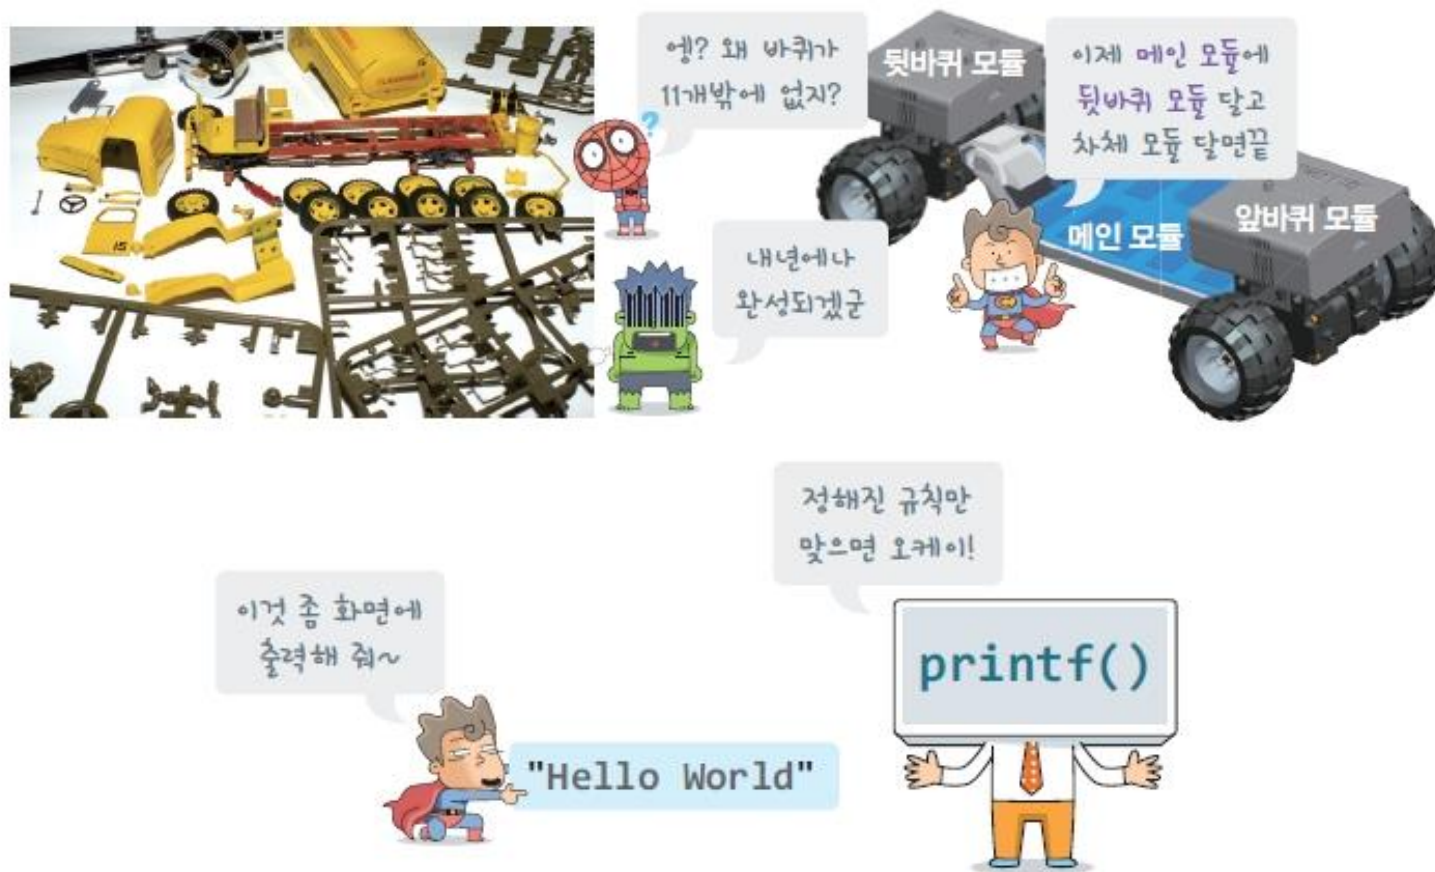 엥? 왜 바퀴가
11개밖에 없지?
뒷바퀴 모듈
이제 메인 모듈에
뒷바퀴 모듈 달고
차체 모듈 달면끝
메인 모듈
앞바퀴 모듈
내년에나
완성되겠군
정해진 규칙만
맞으면 오케이!
이것 좀 화면에
출력해 줘~
printf()
"Hello World"